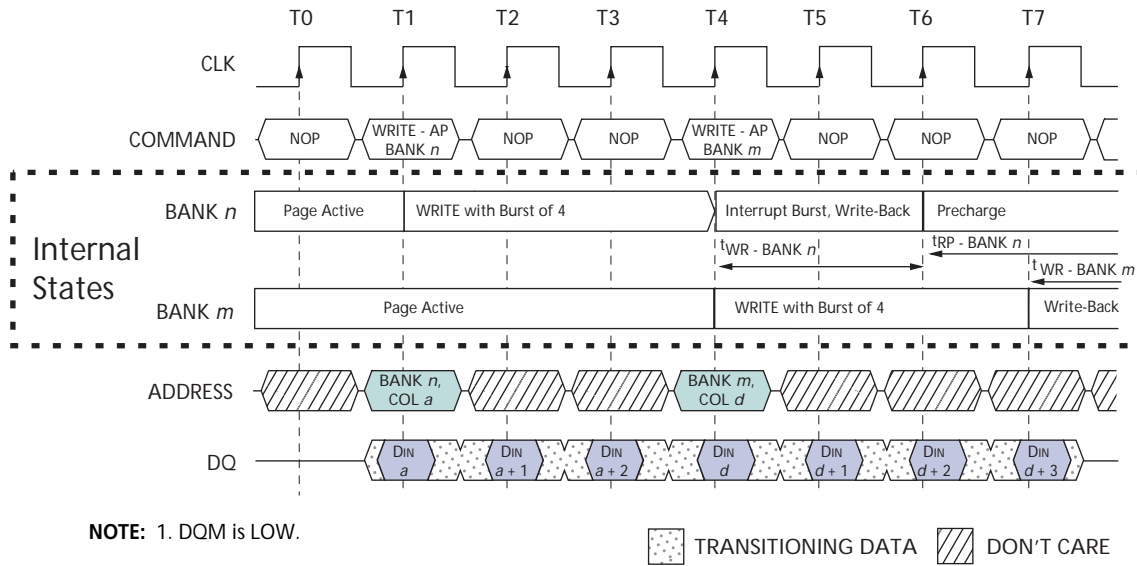 T0 T1 T2 T3 T4 T5 T6 T7
CLK
COMMAND NOP WRITE - AP NOP NOP WRITE - AP NOP NOP NOP
BANK n BANK m
BANK n Page Active WRITE with Burst of 4 Interrupt Burst, Write-Back Precharge
Internal
States
tWR - BANK n tRP - BANK n
tWR - BANK m
BANK m Page Active WRITE with Burst of 4 Write-Back
ADDRESS BANK n, BANK m,
COL a COL d
DQ DIN DIN DIN DIN DIN DIN DIN
a a + 1 a + 2 d d + 1 d + 2 d + 3
NOTE: 1. DQM is LOW.
TRANSITIONING DATA DON'T CARE